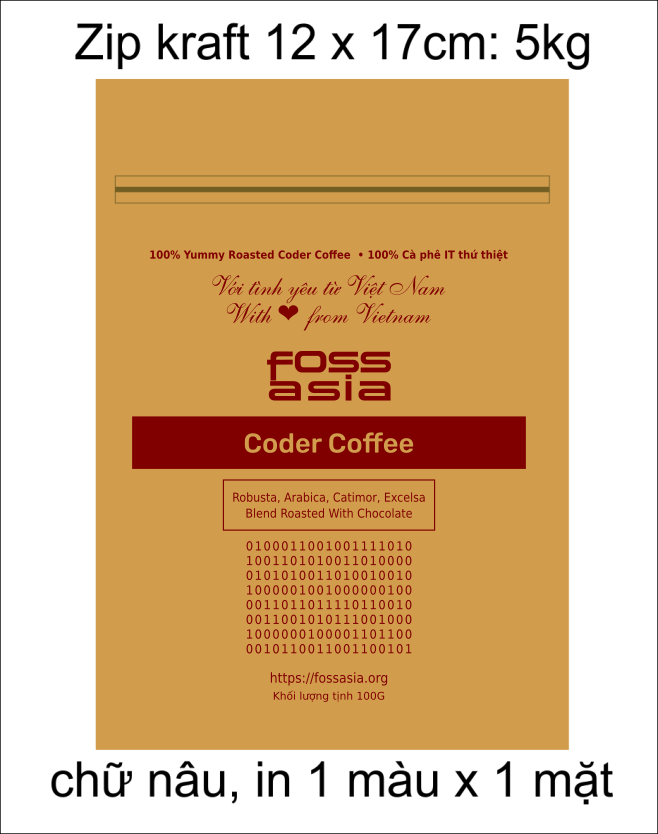 Zip kraft 12 x 17cm: 5kg
100% Yummy Roasted Coder Coffee • 100% Cà phê IT thứ thiệt
Với tình yêu từ Việt Nam
With ❤ from Vietnam
foss
asia
Coder Coffee
Robusta, Arabica, Catimor, Excelsa
Blend Roasted With Chocolate
0100011001001111010
1001101010011010000
0101010011010010010
1000001001000000100
0011011011110110010
0011001010111001000
1000000100001101100
0010110011001100101
https://fossasia.org
Khối lượng tịnh 100G
chữ nâu, in 1 màu x 1 mặt